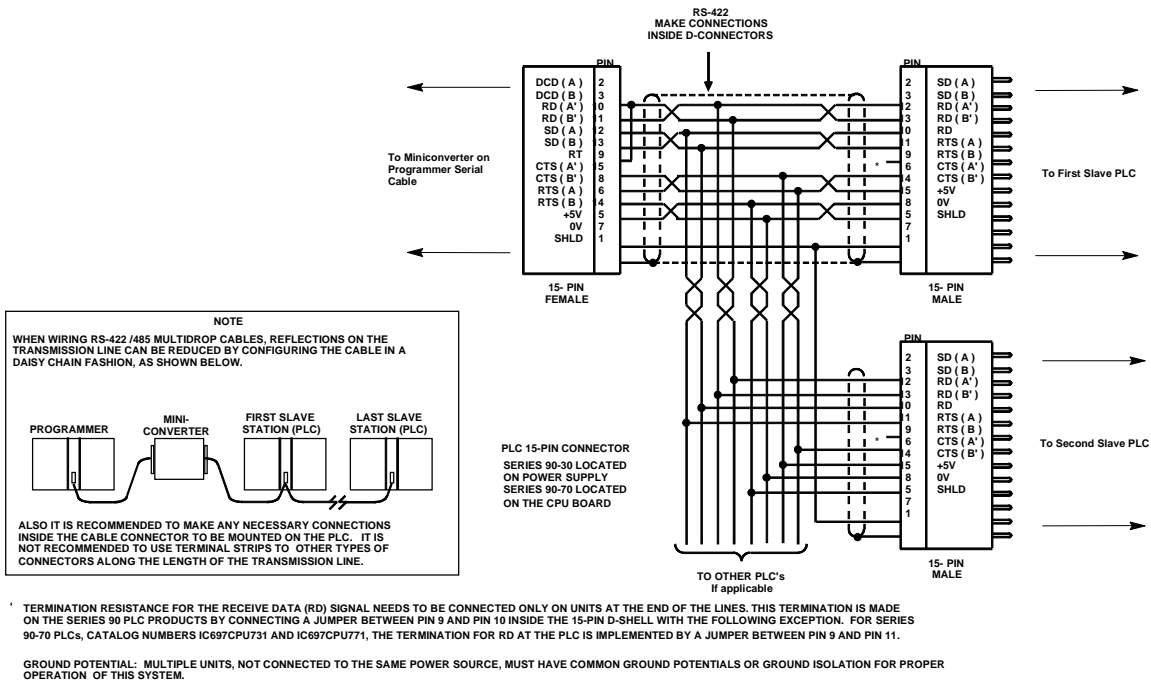 RS-422
MAKE CONNECTIONS
INSIDE D-CONNECTORS
PIN
DCD ( A ) 2
DCD ( B ) 3
RD ( A' ) 10
RD ( B' ) 11
SD ( A ) 12
SD ( B ) 13
RT 9
CTS ( A' ) 15
CTS ( B' ) 8
RTS ( A ) 6
RTS ( B ) 14
+5V 5
0V 7
SHLD 1
To Miniconverter on
Programmer Serial
Cable
15- PIN
FEMALE
PIN
2 SD ( A )
3 SD ( B )
12 RD ( A' )
13 RD ( B' )
10 RD
11 RTS ( A )
9 RTS ( B )
* 6 CTS ( A' )
14 CTS ( B' )
15 +5V
8 0V
5 SHLD
7
1
To First Slave PLC
15- PIN
MALE
NOTE
WHEN WIRING RS-422 /485 MULTIDROP CABLES, REFLECTIONS ON THE
TRANSMISSION LINE CAN BE REDUCED BY CONFIGURING THE CABLE IN A
DAISY CHAIN FASHION, AS SHOWN BELOW.
PROGRAMMER
MINI-
CONVERTER
FIRST SLAVE
STATION (PLC)
LAST SLAVE
STATION (PLC)
ALSO IT IS RECOMMENDED TO MAKE ANY NECESSARY CONNECTIONS
INSIDE THE CABLE CONNECTOR TO BE MOUNTED ON THE PLC. IT IS
NOT RECOMMENDED TO USE TERMINAL STRIPS TO OTHER TYPES OF
CONNECTORS ALONG THE LENGTH OF THE TRANSMISSION LINE.
PLC 15-PIN CONNECTOR
SERIES 90-30 LOCATED
ON POWER SUPPLY
SERIES 90-70 LOCATED
ON THE CPU BOARD
PIN
2 SD ( A )
3 SD ( B )
12 RD ( A' )
13 RD ( B' )
10 RD
11 RTS ( A )
9 RTS ( B )
* 6 CTS ( A' )
14 CTS ( B' )
15 +5V
8 0V
5 SHLD
7
1
To Second Slave PLC
15- PIN
MALE
TO OTHER PLC's
If applicable
' TERMINATION RESISTANCE FOR THE RECEIVE DATA (RD) SIGNAL NEEDS TO BE CONNECTED ONLY ON UNITS AT THE END OF THE LINES. THIS TERMINATION IS MADE
ON THE SERIES 90 PLC PRODUCTS BY CONNECTING A JUMPER BETWEEN PIN 9 AND PIN 10 INSIDE THE 15-PIN D-SHELL WITH THE FOLLOWING EXCEPTION. FOR SERIES
90-70 PLCs, CATALOG NUMBERS IC697CPU731 AND IC697CPU771, THE TERMINATION FOR RD AT THE PLC IS IMPLEMENTED BY A JUMPER BETWEEN PIN 9 AND PIN 11.
GROUND POTENTIAL: MULTIPLE UNITS, NOT CONNECTED TO THE SAME POWER SOURCE, MUST HAVE COMMON GROUND POTENTIALS OR GROUND ISOLATION FOR PROPER
OPERATION OF THIS SYSTEM.